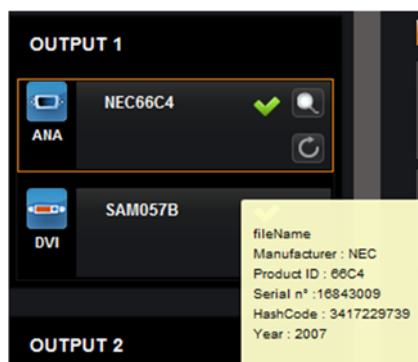 OUTPUT 1
NEC66C4
ANA
SAM057B
DVI
fileName
Manufacturer : NEC
Product ID : 66C4
Serial n° :16843009
HashCode : 3417229739
Year : 2007
OUTPUT 2